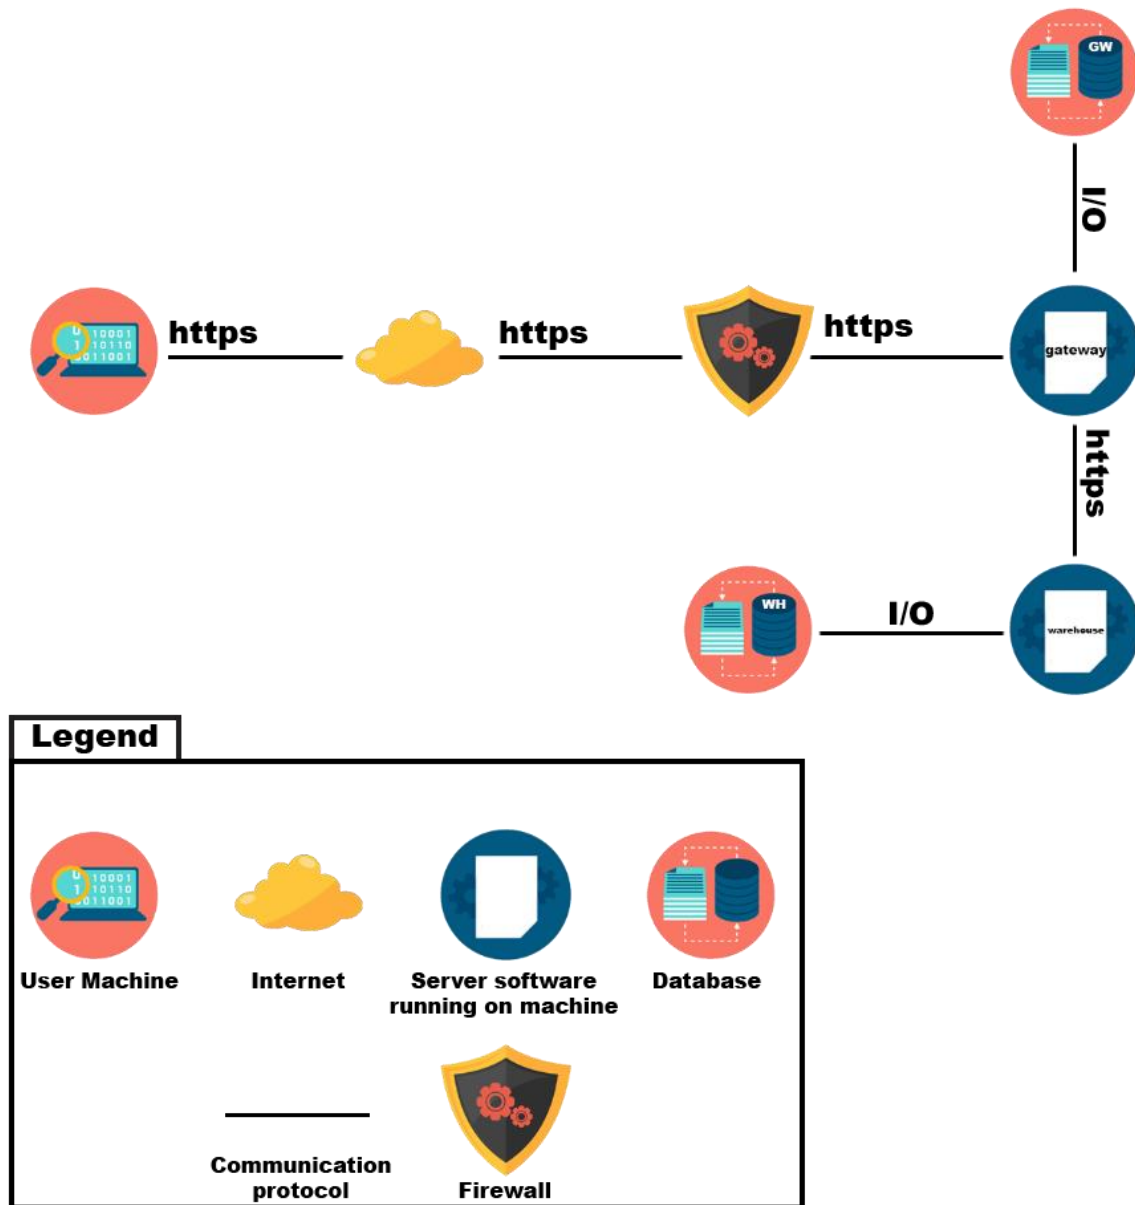 GW
I/O
https
https
https
gateway
https
WH
I/O
warehouse
Legend
User Machine
Internet
Server software
running on machine
Database
Communication
protocol
Firewall